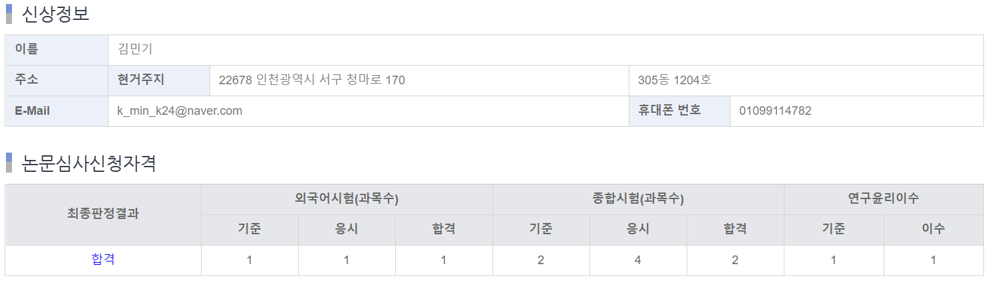 신상정보
이름 김민기
주소 현거주지 22678 인천광역시 서구 청마로 170 305동 1204호
E-Mail k_min_k24@naver.com 휴대폰 번호 01099114782
논문심사신청자격
최종판정결과 외국어시험(과목수) 종합시험(과목수) 연구윤리이수
기준 응시 합격 기준 응시 합격 기준 이수
합격 1 1 1 2 4 2 1 1